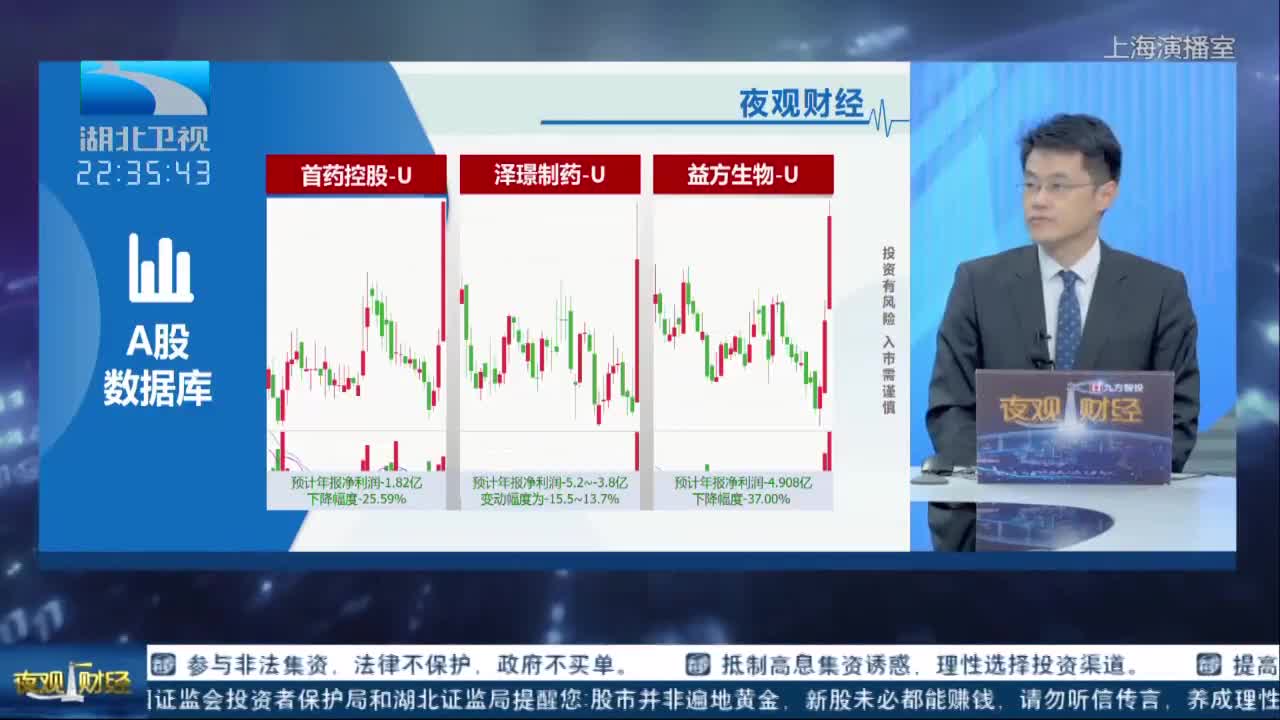 上海演播室
湖北卫视
22:35:43
夜观财经
首药控股-U
泽璟制药-U
益方生物-U
A股
数据库
投资有风险 入市需谨慎
预计年报净利润-1.82亿
下降幅度-25.59%
预计年报净利润-5.2~-3.8亿
变动幅度为-15.5~13.7%
预计年报净利润-4.908亿
下降幅度-37.00%
九方智投
夜观财经
夜观财经
参与非法集资，法律不保护，政府不买单。 抵制高息集资诱惑，理性选择投资渠道。 提高
证监会投资者保护局和湖北证监局提醒您:股市并非遍地黄金，新股未必都能赚钱，请勿听信传言，养成理性